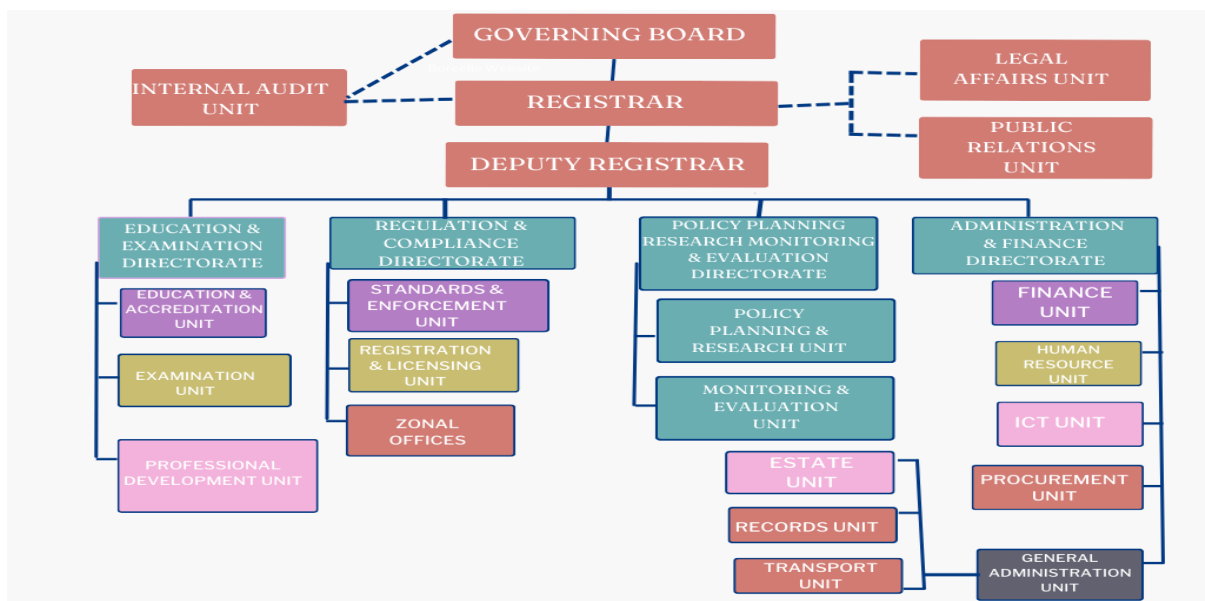 GOVERNING BOARD
INTERNAL AUDIT
UNIT
REGISTRAR
LEGAL
AFFAIRS UNIT
PUBLIC
RELATIONS
UNIT
DEPUTY REGISTRAR
EDUCATION &
EXAMINATION
DIRECTORATE
EDUCATION &
ACCREDITATION
UNIT
EXAMINATION
UNIT
PROFESSIONAL
DEVELOPMENT UNIT
REGULATION &
COMPLIANCE
DIRECTORATE
STANDARDS &
ENFORCEMENT
UNIT
REGISTRATION
& LICENSING
UNIT
ZONAL
OFFICES
POLICY PLANNING
RESEARCH MONITORING
& EVALUATION
DIRECTORATE
POLICY
PLANNING &
RESEARCH UNIT
MONITORING &
EVALUATION
UNIT
ADMINISTRATION
& FINANCE
DIRECTORATE
FINANCE
UNIT
HUMAN
RESOURCE
UNIT
ICT UNIT
PROCUREMENT
UNIT
GENERAL
ADMINISTRATION
UNIT
ESTATE
UNIT
RECORDS UNIT
TRANSPORT
UNIT